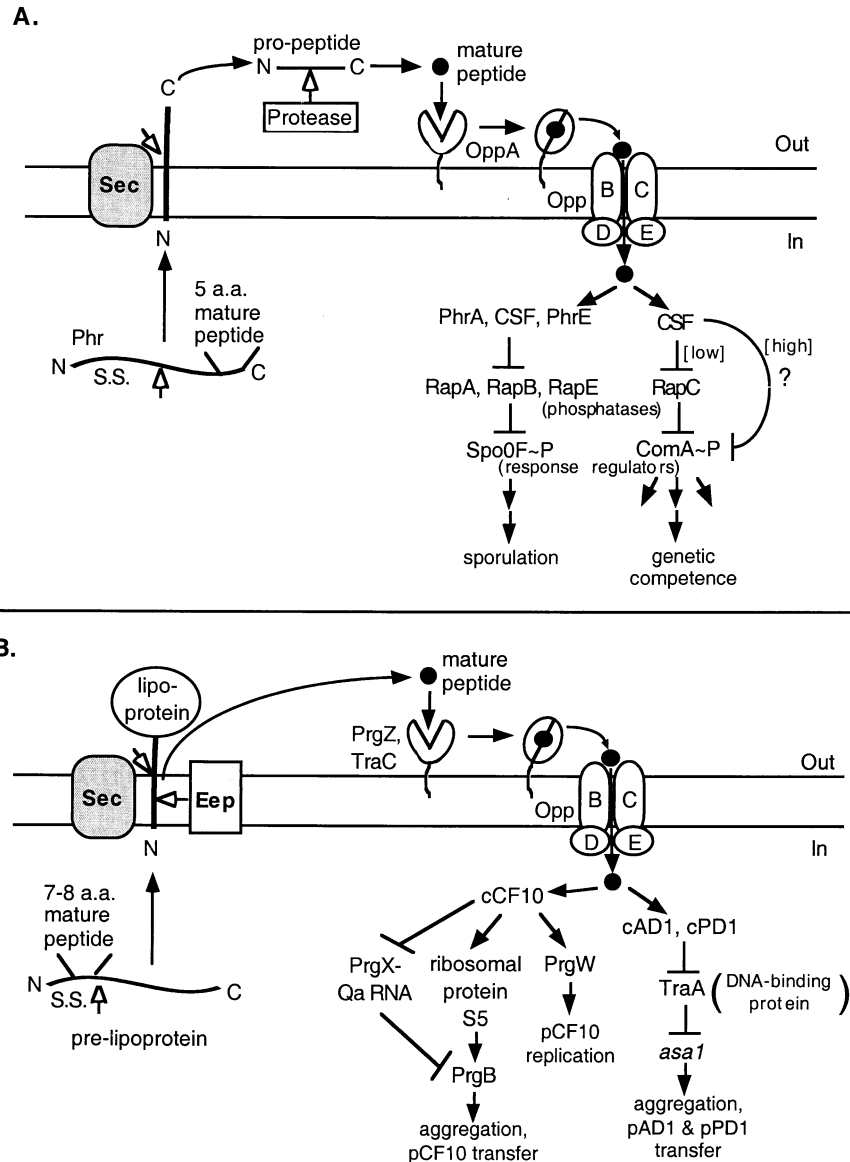 A.
pro-peptide
N
C
mature
peptide
C
Protease
OppA
Out
Sec
Opp
B
C
D
E
In
N
5 a.a.
mature
peptide
Phr
N
S.S.
C
PhrA, CSF, PhrE
CSF
[low]
[high]
?
RapA, RapB, RapE
RapC
(phosphatases)
Spo0F~P
ComA~P
(response regulators)
sporulation
genetic
competence
B.
lipo-
protein
mature
peptide
PrgZ,
TraC
Out
Sec
Eep
Opp
B
C
D
E
In
N
7-8 a.a.
mature
peptide
N
S.S.
C
pre-lipoprotein
cCF10
cAD1, cPD1
PrgX-
Qa RNA
ribosomal
protein
S5
PrgW
TraA
(DNA-binding
protein)
pCF10
replication
asa1
PrgB
aggregation,
pCF10 transfer
aggregation,
pAD1 & pPD1
transfer